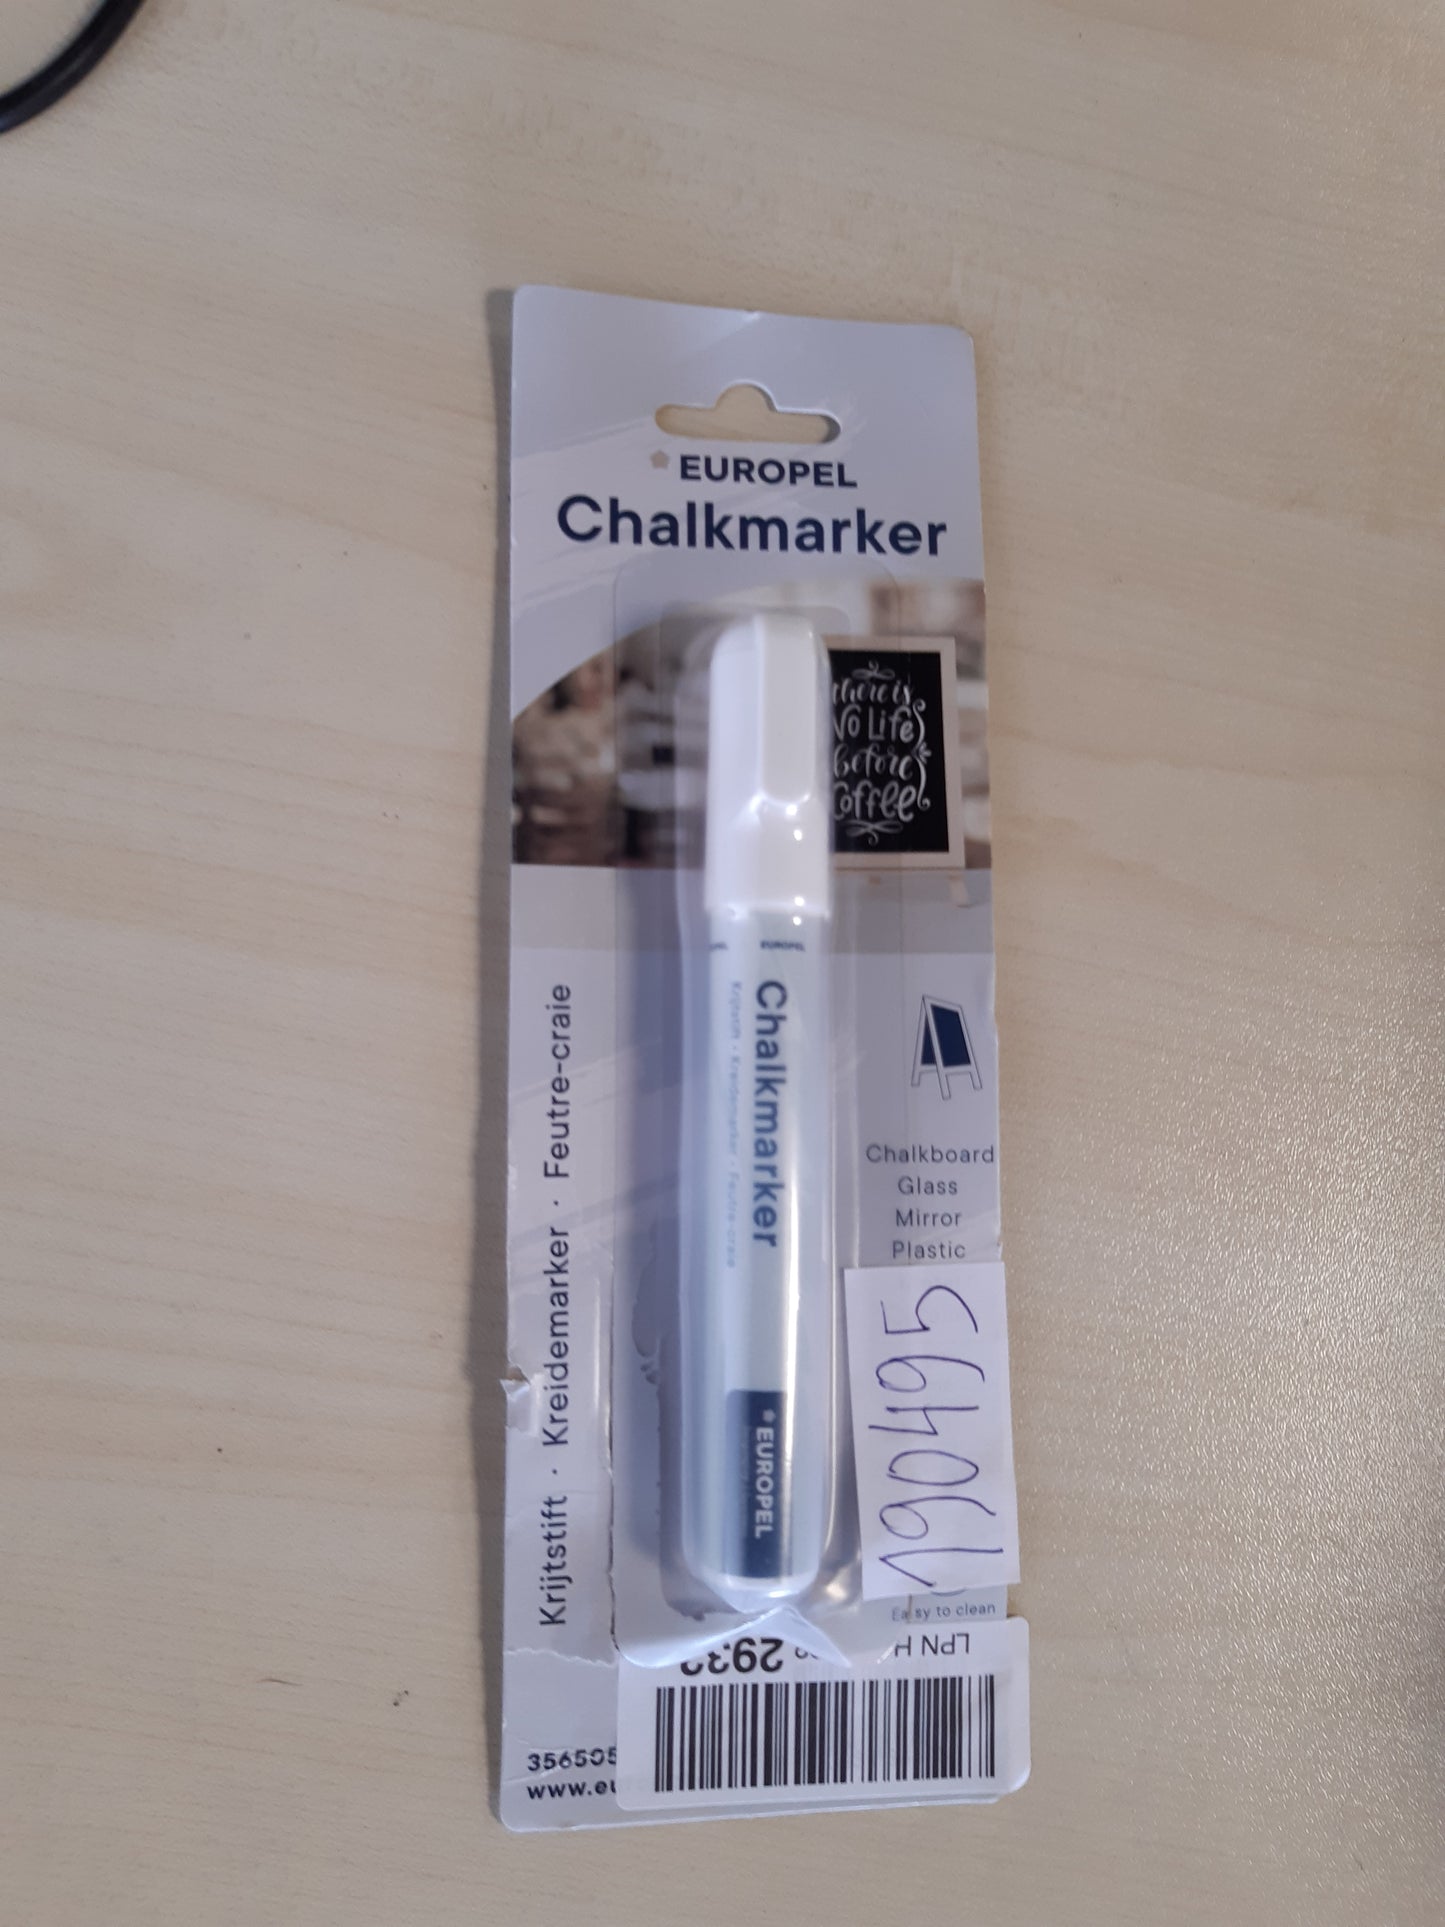 EUROPEL
Chalkmarker
there is
No Life
before
Coffee
EUROPEL
Chalkmarker
Krijtstift · Kreidemarker · Feutre-craie
EUROPEL
Krijtstift · Kreidemarker · Feutre-craie
Chalkboard
Glass
Mirror
Plastic
190495
Easy to clean
LPN H
356505
www.eu